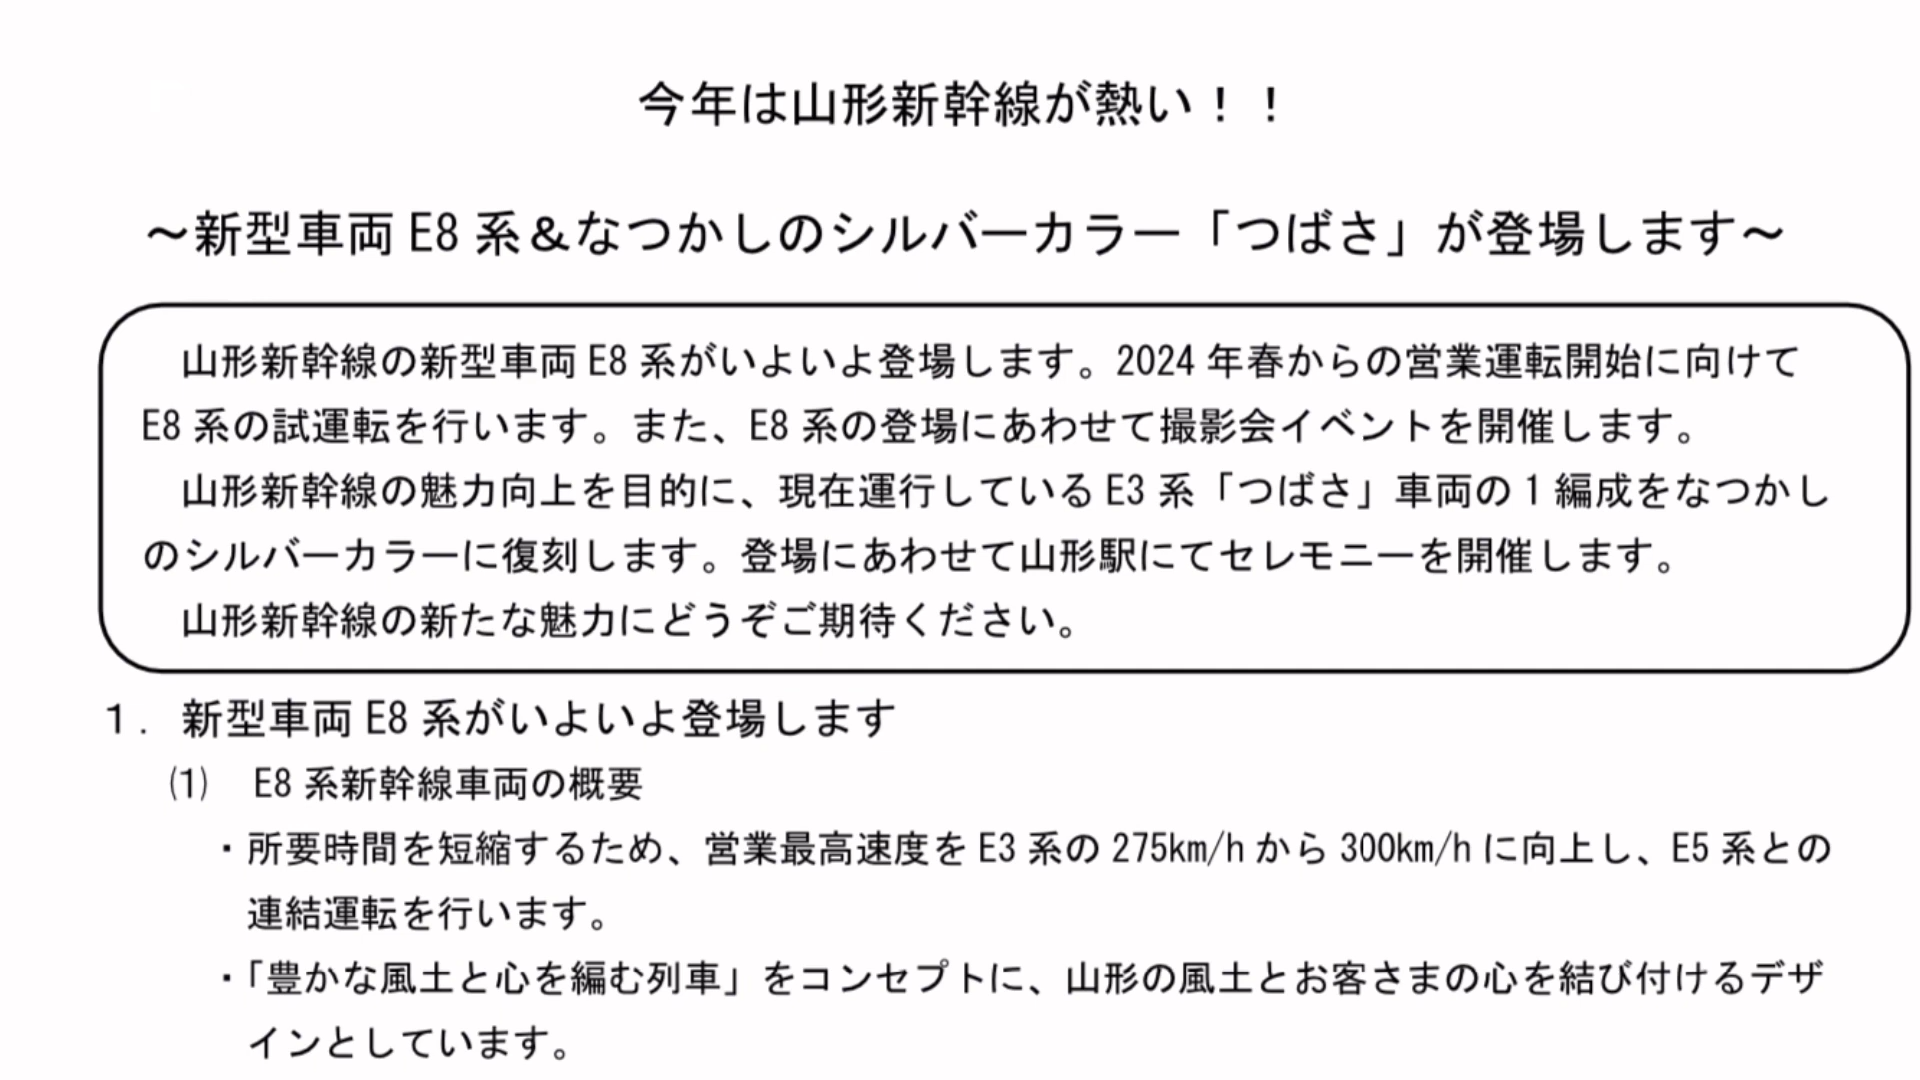 今年は山形新幹線が熱い！！
～新型車両 E8 系＆なつかしのシルバーカラー「つばさ」が登場します～
山形新幹線の新型車両 E8 系がいよいよ登場します。2024 年春からの営業運転開始に向けて
E8 系の試運転を行います。また、E8 系の登場にあわせて撮影会イベントを開催します。
山形新幹線の魅力向上を目的に、現在運行している E3 系「つばさ」車両の 1 編成をなつかし
のシルバーカラーに復刻します。登場にあわせて山形駅にてセレモニーを開催します。
山形新幹線の新たな魅力にどうぞご期待ください。
１．新型車両 E8 系がいよいよ登場します
⑴　E8 系新幹線車両の概要
・所要時間を短縮するため、営業最高速度を E3 系の 275km/h から 300km/h に向上し、E5 系との
連結運転を行います。
・「豊かな風土と心を編む列車」をコンセプトに、山形の風土とお客さまの心を結び付けるデザ
インとしています。